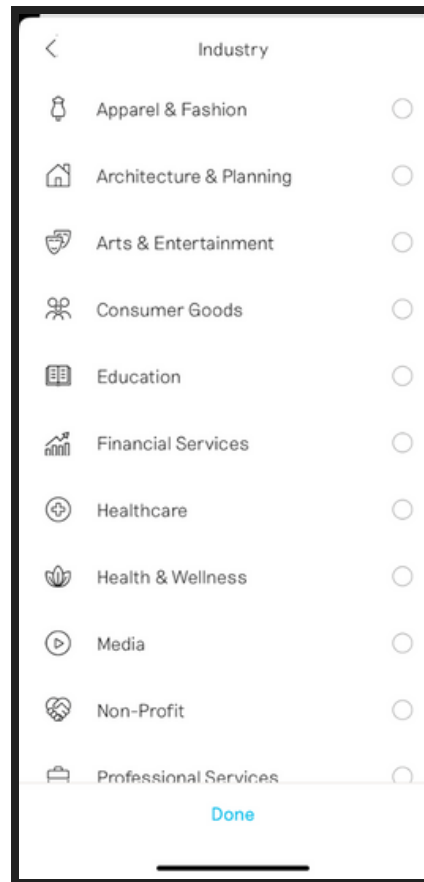 Industry
Apparel & Fashion
Architecture & Planning
Arts & Entertainment
Consumer Goods
Education
Financial Services
Healthcare
Health & Wellness
Media
Non-Profit
Professional Services
Done